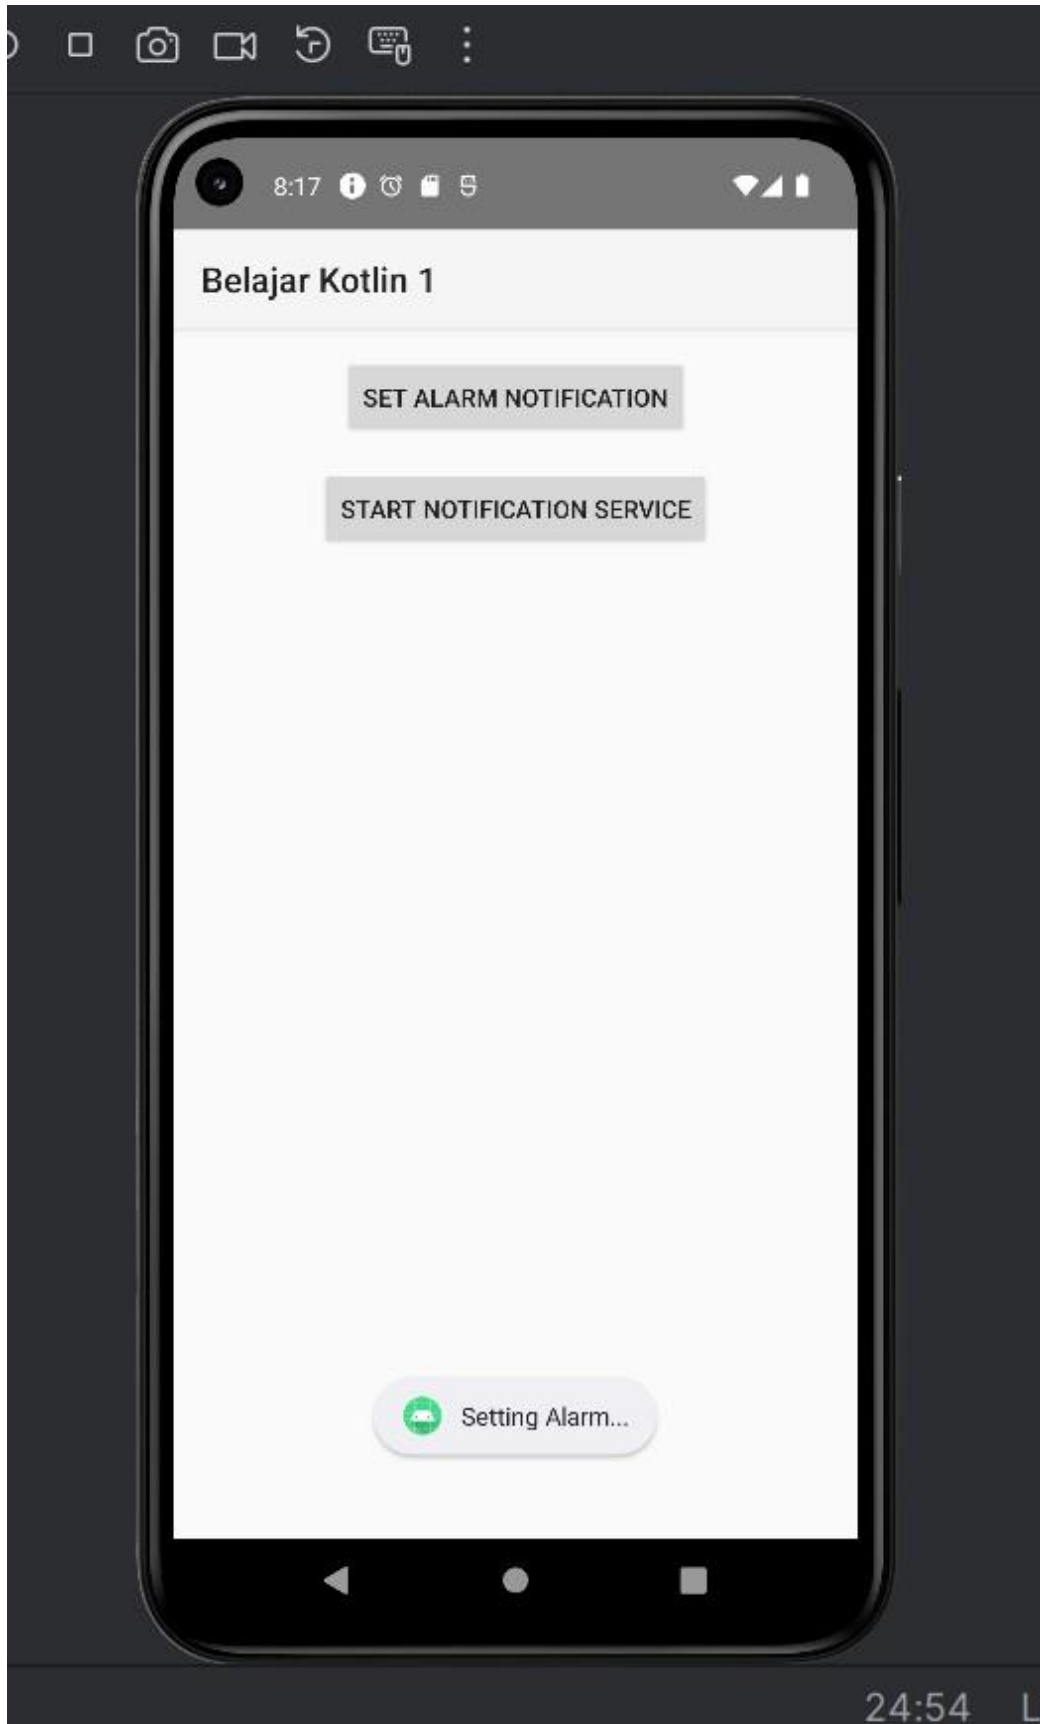 8:17
Belajar Kotlin 1
SET ALARM NOTIFICATION
START NOTIFICATION SERVICE
Setting Alarm...
24:54 L